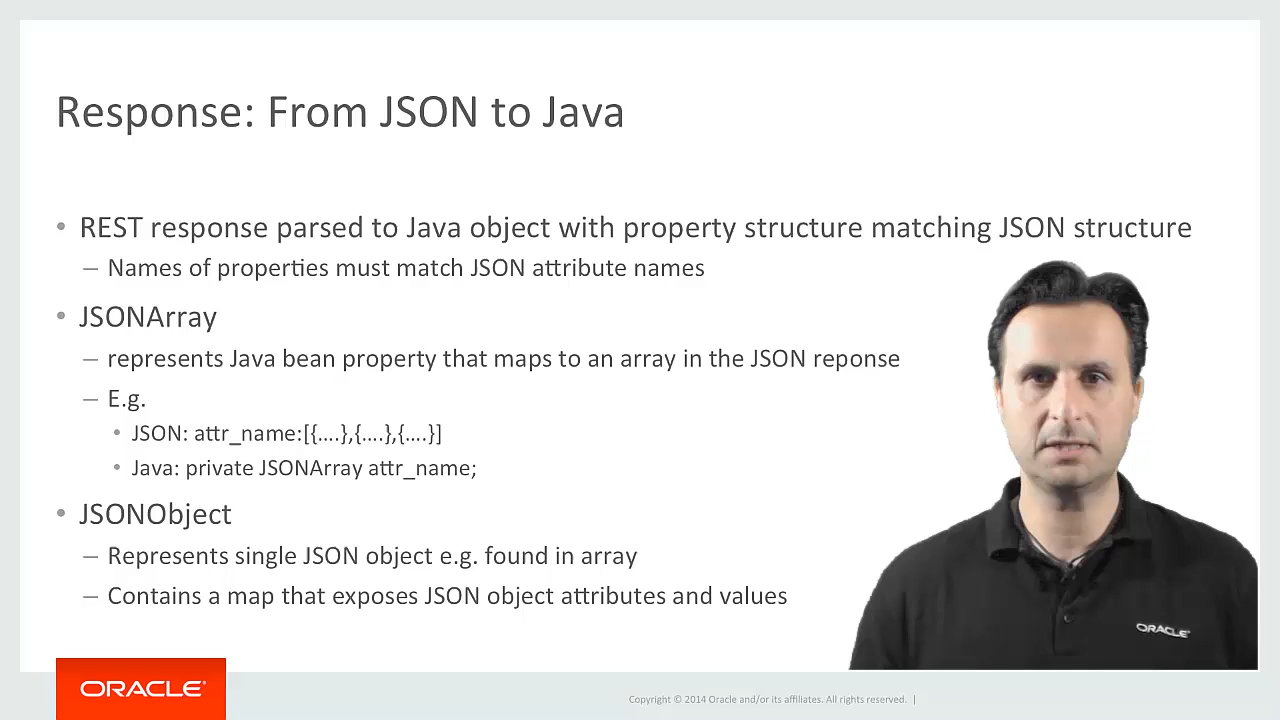 Response: From JSON to Java
• REST response parsed to Java object with property structure matching JSON structure
– Names of properties must match JSON attribute names
• JSONArray
– represents Java bean property that maps to an array in the JSON reponse
– E.g.
• JSON: attr_name:[{....},{....},{....}]
• Java: private JSONArray attr_name;
• JSONObject
– Represents single JSON object e.g. found in array
– Contains a map that exposes JSON object attributes and values
ORACLE
ORACLE
Copyright © 2014 Oracle and/or its affiliates. All rights reserved. |